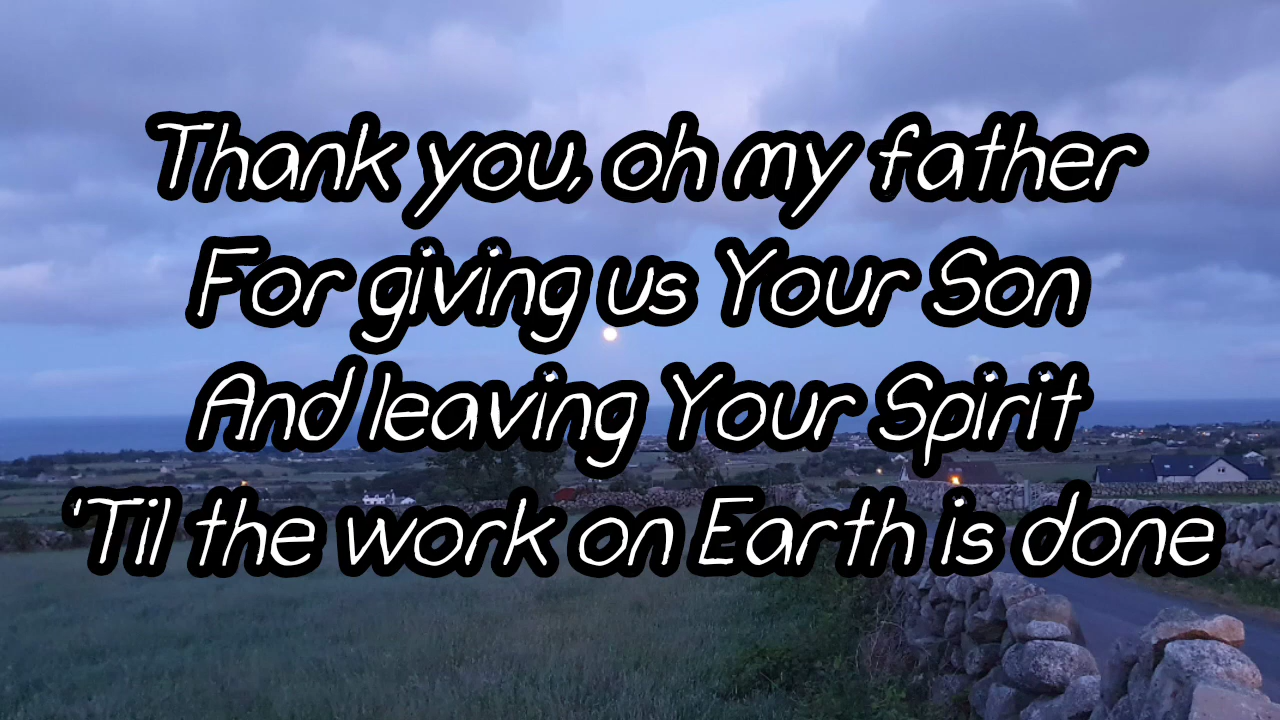 Thank you, oh my father
For giving us Your Son
And leaving Your Spirit
'Til the work on Earth is done